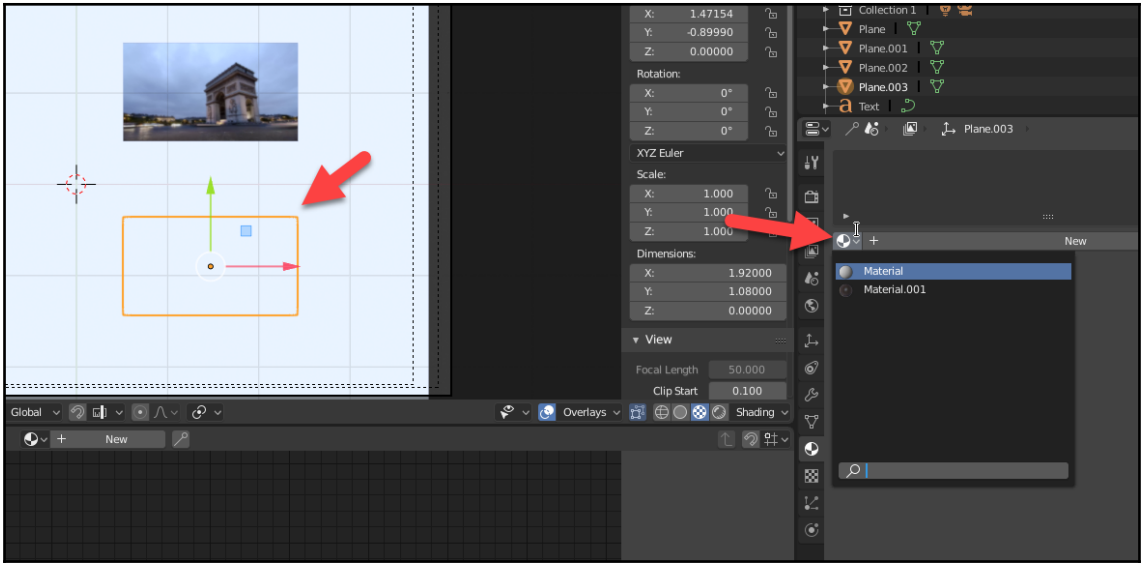 X: 1.47154
Y: -0.89990
Z: 0.00000
Rotation:
X: 0°
Y: 0°
Z: 0°
XYZ Euler
Scale:
X: 1.000
Y: 1.000
Z: 1.000
Dimensions:
X: 1.92000
Y: 1.08000
Z: 0.00000
View
Focal Length 50.000
Clip Start 0.100
Global
Overlays
Shading
+ New
Collection 1
Plane
Plane.001
Plane.002
Plane.003
a Text
Plane.003
+ New
Material
Material.001